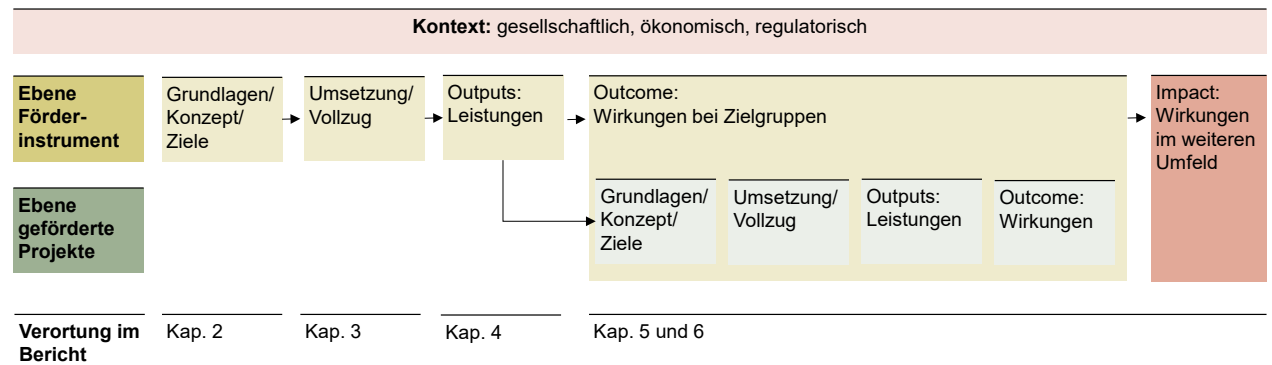 Kontext: gesellschaftlich, ökonomisch, regulatorisch
Ebene
Förder-
instrument
Grundlagen/
Konzept/
Ziele
Umsetzung/
Vollzug
Outputs:
Leistungen
Outcome:
Wirkungen bei Zielgruppen
Impact:
Wirkungen
im weiteren
Umfeld
Ebene
geförderte
Projekte
Grundlagen/
Konzept/
Ziele
Umsetzung/
Vollzug
Outputs:
Leistungen
Outcome:
Wirkungen
Verortung im
Bericht
Kap. 2
Kap. 3
Kap. 4
Kap. 5 und 6